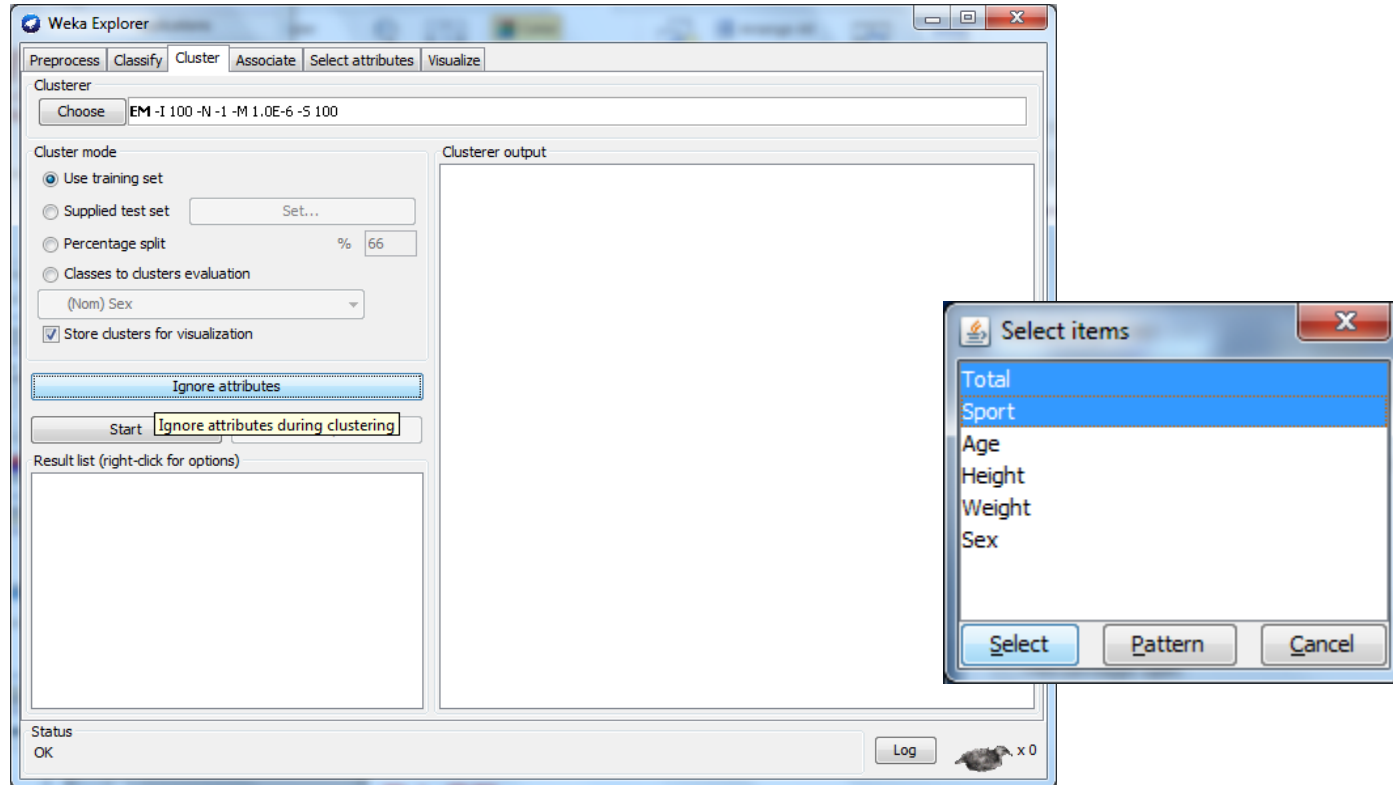 Weka Explorer
Preprocess Classify Cluster Associate Select attributes Visualize
Clusterer
Choose EM -I 100 -N -1 -M 1.0E-6 -S 100
Cluster mode
Use training set
Supplied test set Set...
Percentage split % 66
Classes to clusters evaluation
(Nom) Sex
Store clusters for visualization
Ignore attributes
Start
Ignore attributes during clustering
Result list (right-click for options)
Clusterer output
Status
OK
Log x 0
Select items
Total
Sport
Age
Height
Weight
Sex
Select Pattern Cancel